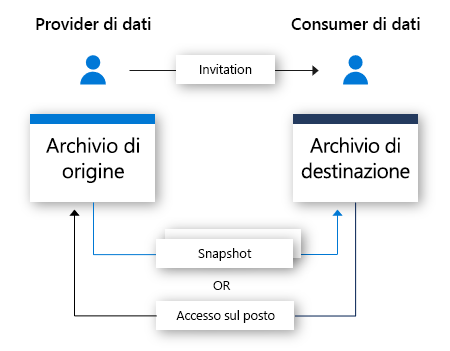 Provider di dati
Consumer di dati
Invitation
Archivio di
origine
Archivio di
destinazione
Snapshot
OR
Accesso sul posto